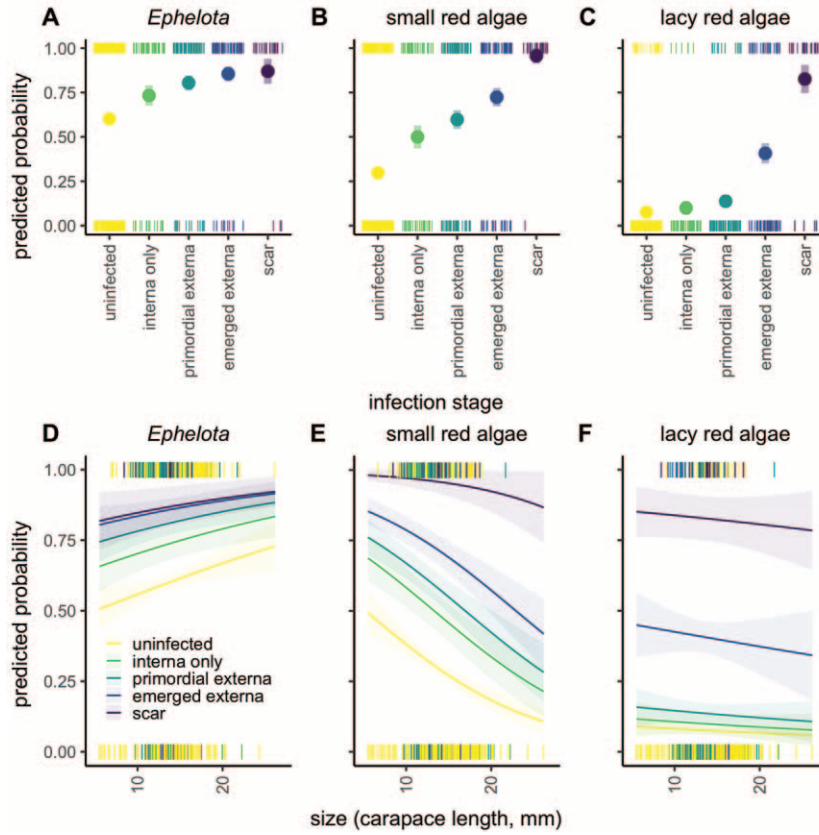 A Ephelota B small red algae C lacy red algae
predicted probability
1.00
0.75
0.50
0.25
0.00
uninfected interna only primordial externa emerged externa scar
uninfected interna only primordial externa emerged externa scar
uninfected interna only primordial externa emerged externa scar
infection stage
D Ephelota E small red algae F lacy red algae
predicted probability
1.00
0.75
0.50
0.25
0.00
uninfected
interna only
primordial externa
emerged externa
scar
10 20 10 20 10 20
size (carapace length, mm)